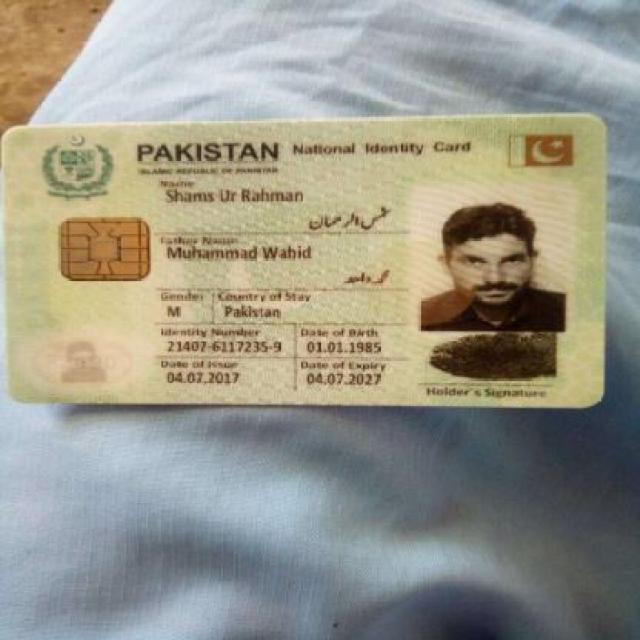 PAKISTAN National Identity Card
ISLAMIC REPUBLIC OF PAKISTAN
Name
Shams Ur Rahman
شمس الرحمان
Father Name
Muhammad Wahid
محمد واحد
Gender Country of Stay
M Pakistan
Identity Number Date of Birth
21407-6117235-9 01.01.1985
Date of Issue Date of Expiry
04.07.2017 04.07.2027
Holder's Signature